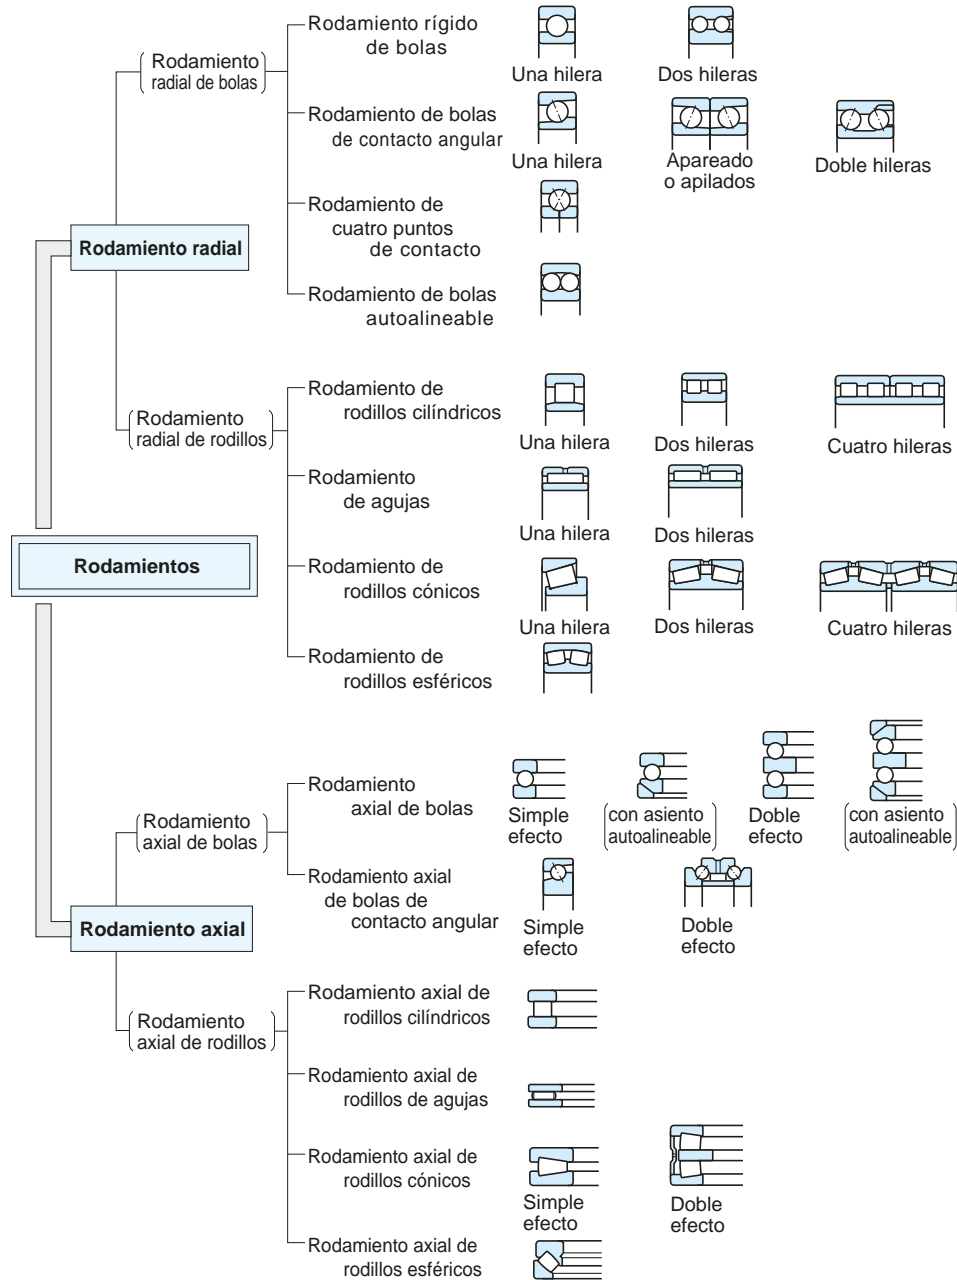 Rodamiento rígido
de bolas
Una hilera
Dos hileras
Rodamiento
radial de bolas
Rodamiento de bolas
de contacto angular
Una hilera
Apareado
o apilados
Doble hileras
Rodamiento de
cuatro puntos
de contacto
Rodamiento radial
Rodamiento de bolas
autoalineable
Rodamiento de
rodillos cilíndricos
Una hilera
Dos hileras
Cuatro hileras
Rodamiento
radial de rodillos
Rodamiento
de agujas
Una hilera
Dos hileras
Rodamientos
Rodamiento de
rodillos cónicos
Una hilera
Dos hileras
Cuatro hileras
Rodamiento de
rodillos esféricos
Rodamiento
axial de bolas
Simple
efecto
(con asiento
autoalineable)
Doble
efecto
(con asiento
autoalineable)
Rodamiento
axial de bolas
Rodamiento axial
de bolas de
contacto angular
Simple
efecto
Doble
efecto
Rodamiento axial
Rodamiento axial de
rodillos cilíndricos
Rodamiento
axial de rodillos
Rodamiento axial de
rodillos de agujas
Rodamiento axial de
rodillos cónicos
Simple
efecto
Doble
efecto
Rodamiento axial de
rodillos esféricos